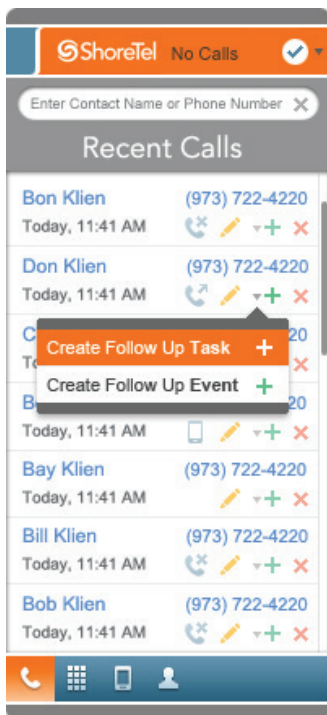 ShoreTel No Calls
Enter Contact Name or Phone Number
Recent Calls
Bon Klien (973) 722-4220
Today, 11:41 AM
Don Klien (973) 722-4220
Today, 11:41 AM
C 20
Create Follow Up Task
Create Follow Up Event
20
Today, 11:41 AM
Bay Klien (973) 722-4220
Today, 11:41 AM
Bill Klien (973) 722-4220
Today, 11:41 AM
Bob Klien (973) 722-4220
Today, 11:41 AM